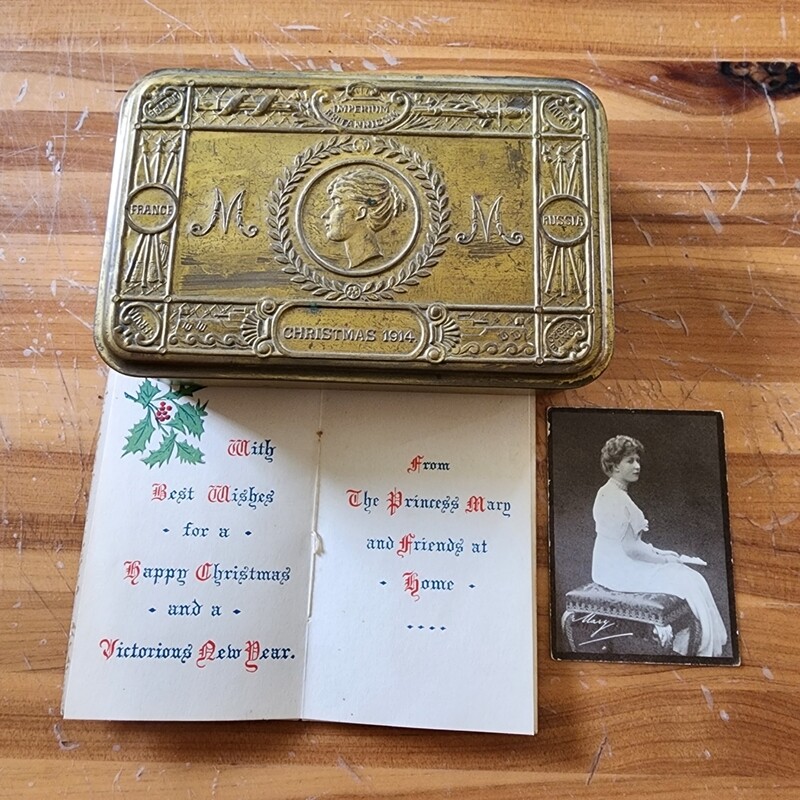 IMPERIUM
BRITANNICUM
FRANCE
M
M
RUSSIA
CHRISTMAS 1914
With
Best Wishes
· for a ·
Happy Christmas
· and a ·
Victorious New Year.
From
The Princess Mary
and Friends at
· Home ·
....
Mary